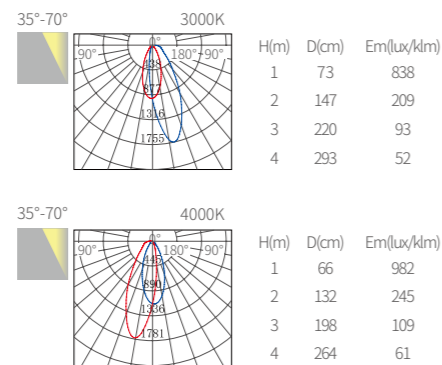 35°-70° 3000K
0°
90° 180° 90°
438
877
1316
1755
H(m) D(cm) Em(lux/klm)
1 73 838
2 147 209
3 220 93
4 293 52
35°-70° 4000K
0°
90° 180° 90°
445
890
1336
1781
H(m) D(cm) Em(lux/klm)
1 66 982
2 132 245
3 198 109
4 264 61